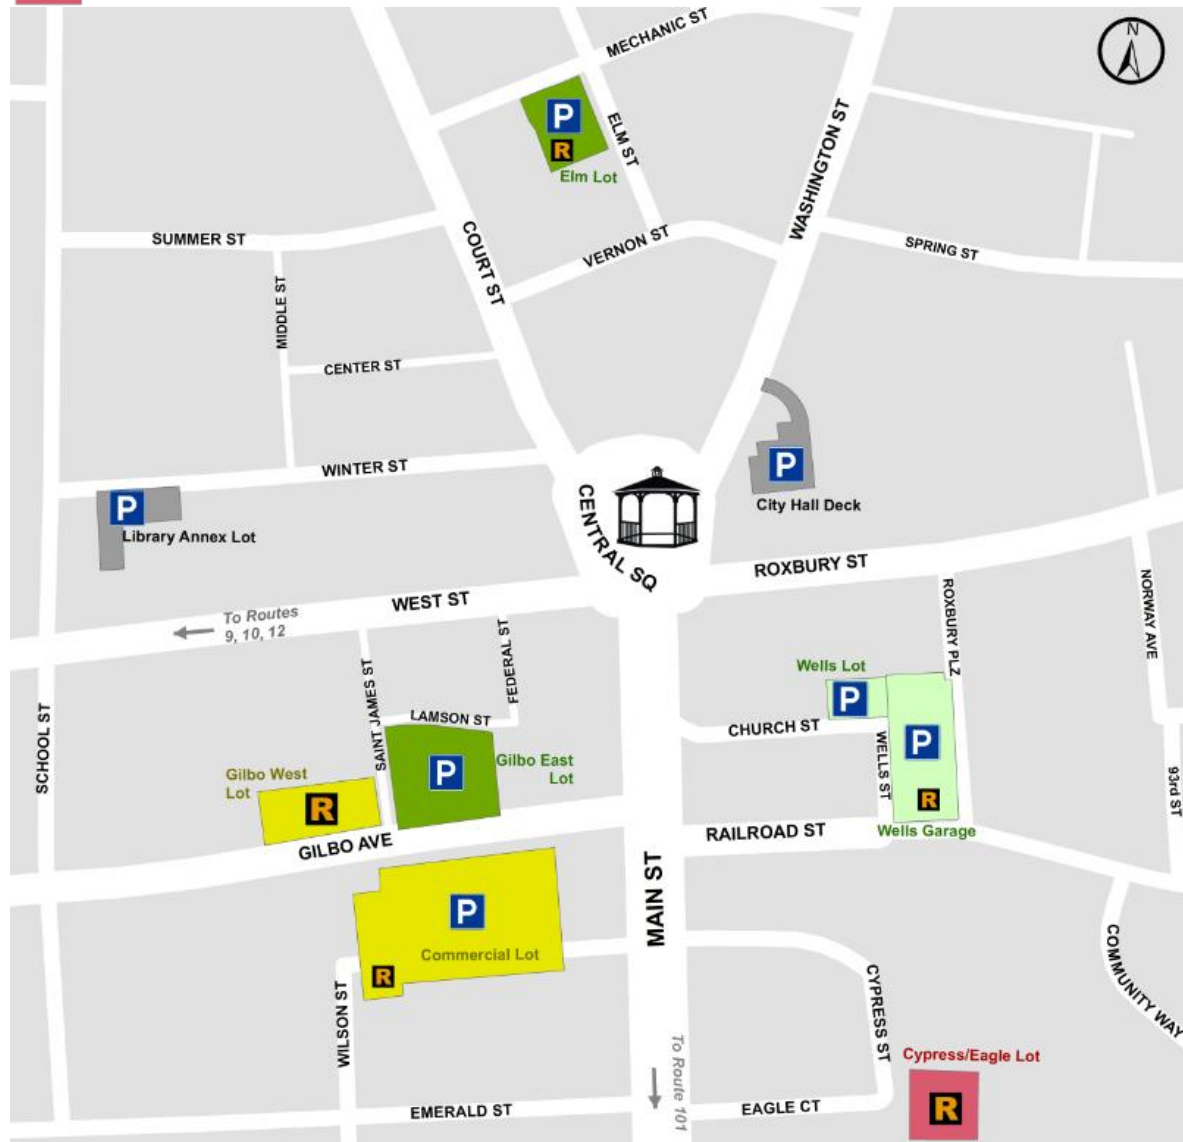 N
MECHANIC ST
P
R
Elm Lot
ELM ST
WASHINGTON ST
SUMMER ST
COURT ST
VERNON ST
SPRING ST
MIDDLE ST
CENTER ST
WINTER ST
P
City Hall Deck
P
Library Annex Lot
CENTRAL SQ
ROXBURY ST
WEST ST
To Routes
9, 10, 12
ROXBURY PLZ
NORWAY AVE
SAINT JAMES ST
FEDERAL ST
LAMSON ST
Wells Lot
P
CHURCH ST
WELLS ST
P
R
Wells Garage
SCHOOL ST
Gilbo West
Lot
R
P
Gilbo East
Lot
93rd ST
GILBO AVE
RAILROAD ST
MAIN ST
P
Commercial Lot
R
WILSON ST
CYPRESS ST
COMMUNITY WAY
To Route 101
Cypress/Eagle Lot
R
EMERALD ST
EAGLE CT